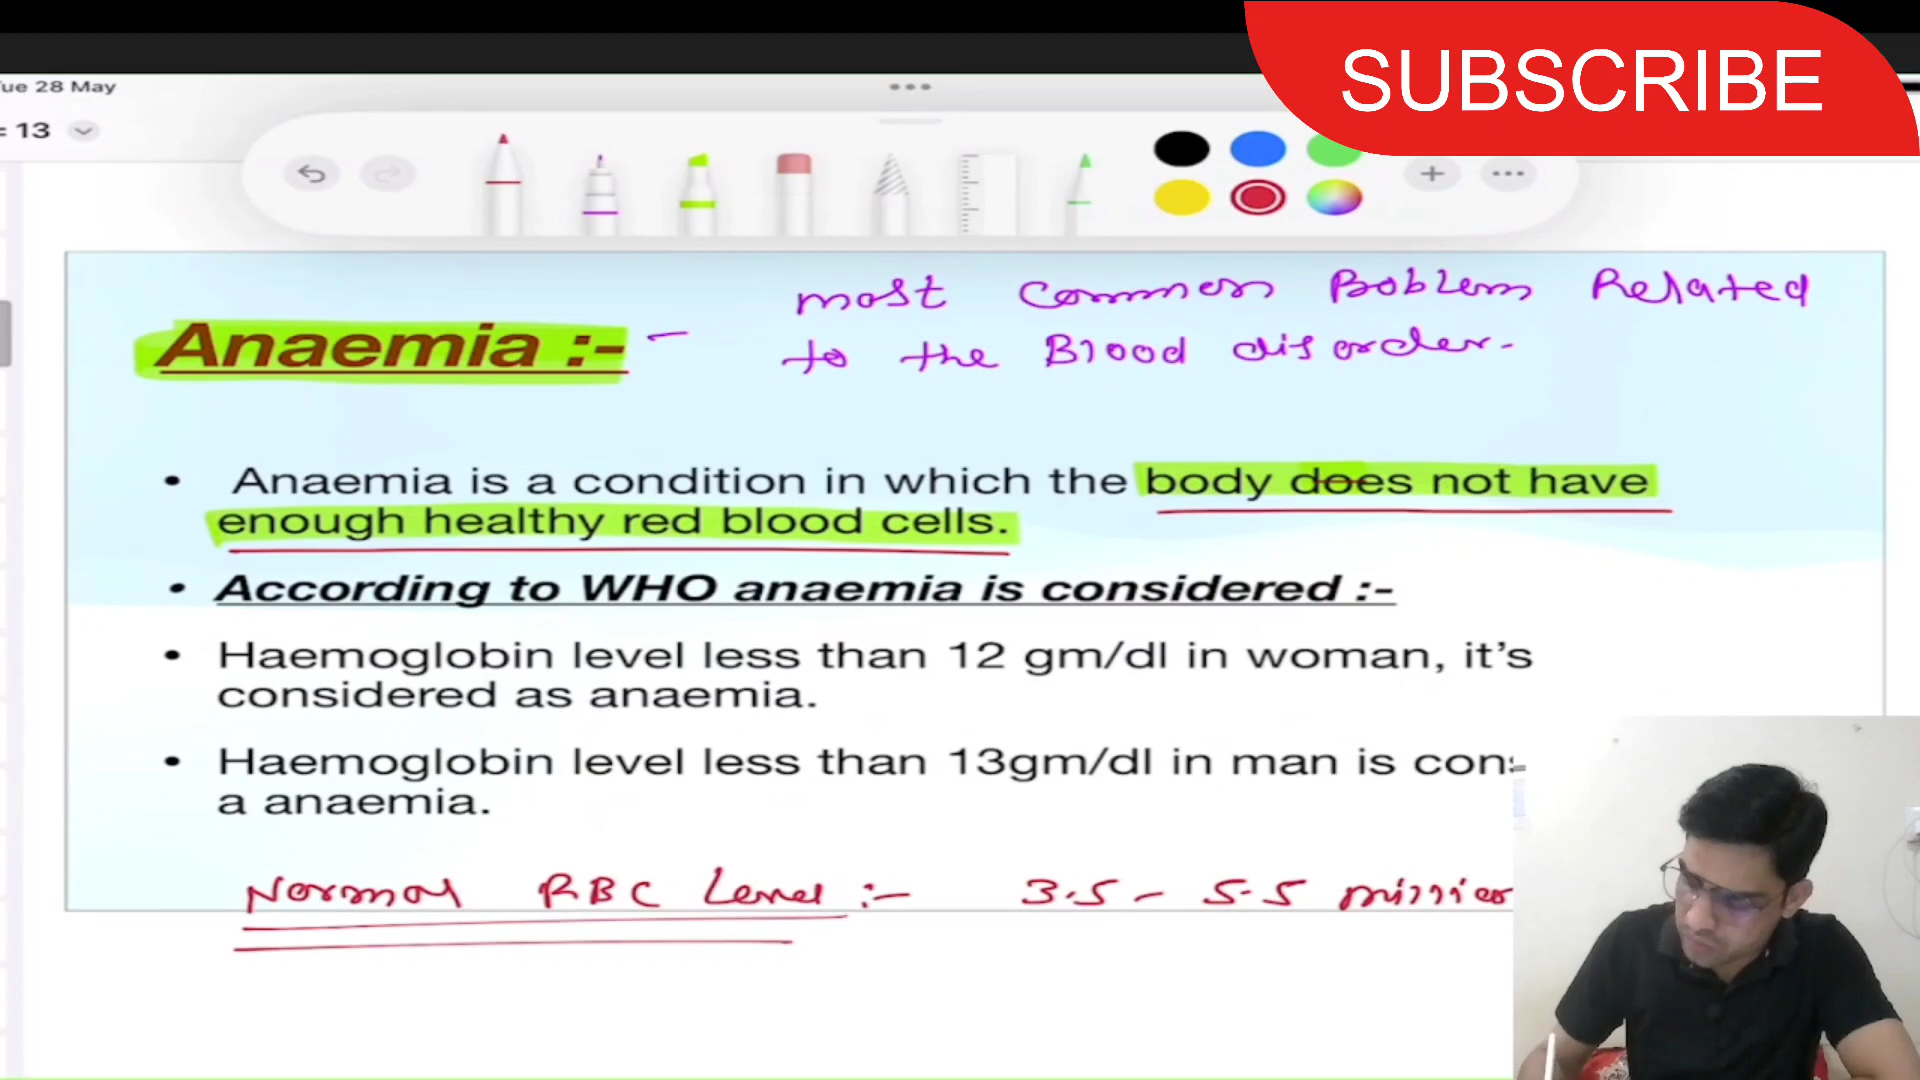 SUBSCRIBE
Tue 28 May
= 13
most Common Problem Related
Anaemia :- -
to the Blood disorder.
• Anaemia is a condition in which the body does not have
enough healthy red blood cells.
• According to WHO anaemia is considered :-
• Haemoglobin level less than 12 gm/dl in woman, it's
considered as anaemia.
• Haemoglobin level less than 13gm/dl in man is con
a anaemia.
Normal RBC Level :- 3.5 - 5.5 million